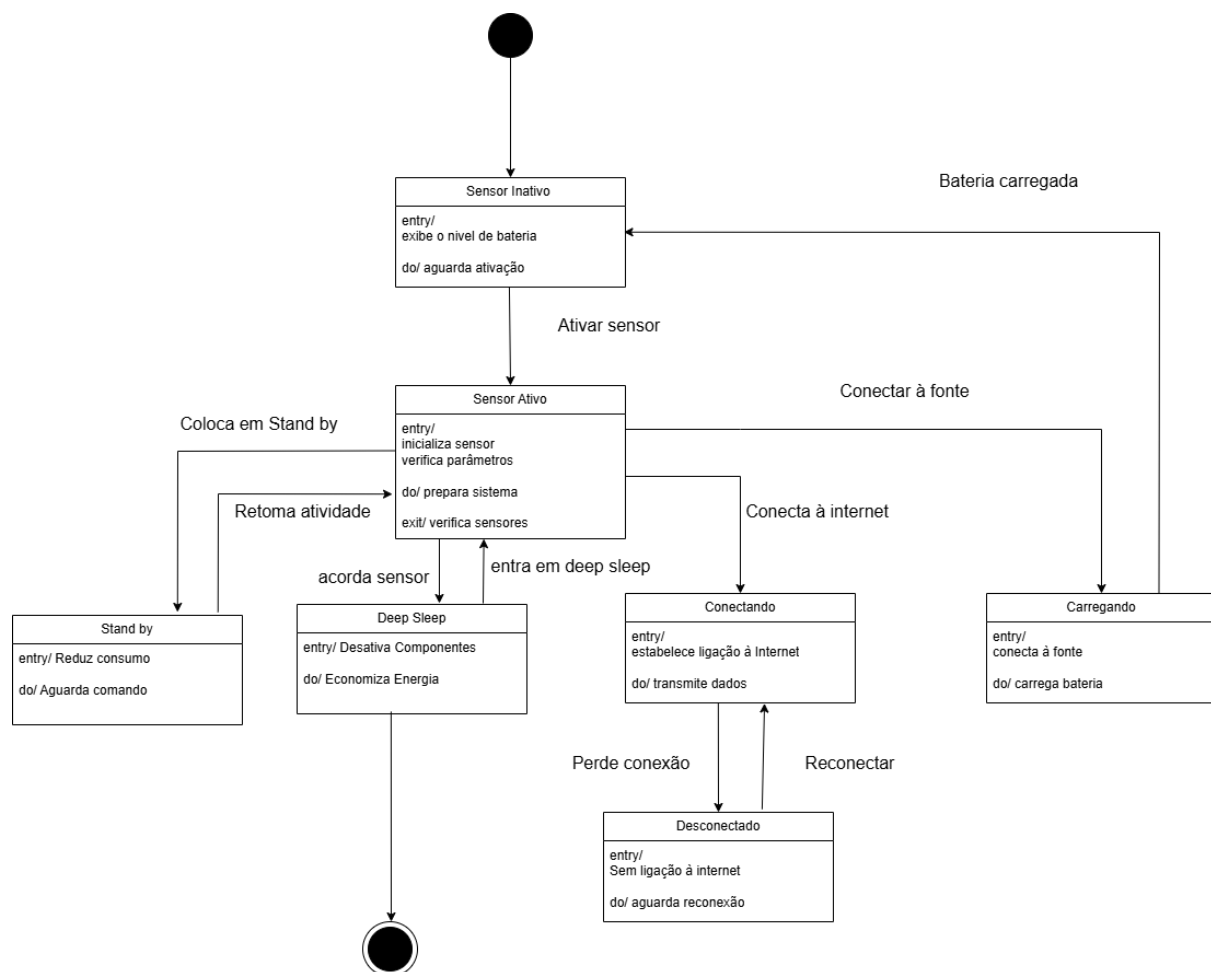 Sensor Inativo
entry/
exibe o nivel de bateria
do/ aguarda ativação
Bateria carregada
Ativar sensor
Sensor Ativo
entry/
inicializa sensor
verifica parâmetros
do/ prepara sistema
exit/ verifica sensores
Conectar à fonte
Coloca em Stand by
Retoma atividade
Conecta à internet
acorda sensor
entra em deep sleep
Stand by
entry/ Reduz consumo
do/ Aguarda comando
Deep Sleep
entry/ Desativa Componentes
do/ Economiza Energia
Conectando
entry/
estabelece ligação à Internet
do/ transmite dados
Carregando
entry/
conecta à fonte
do/ carrega bateria
Perde conexão
Reconectar
Desconectado
entry/
Sem ligação à internet
do/ aguarda reconexão